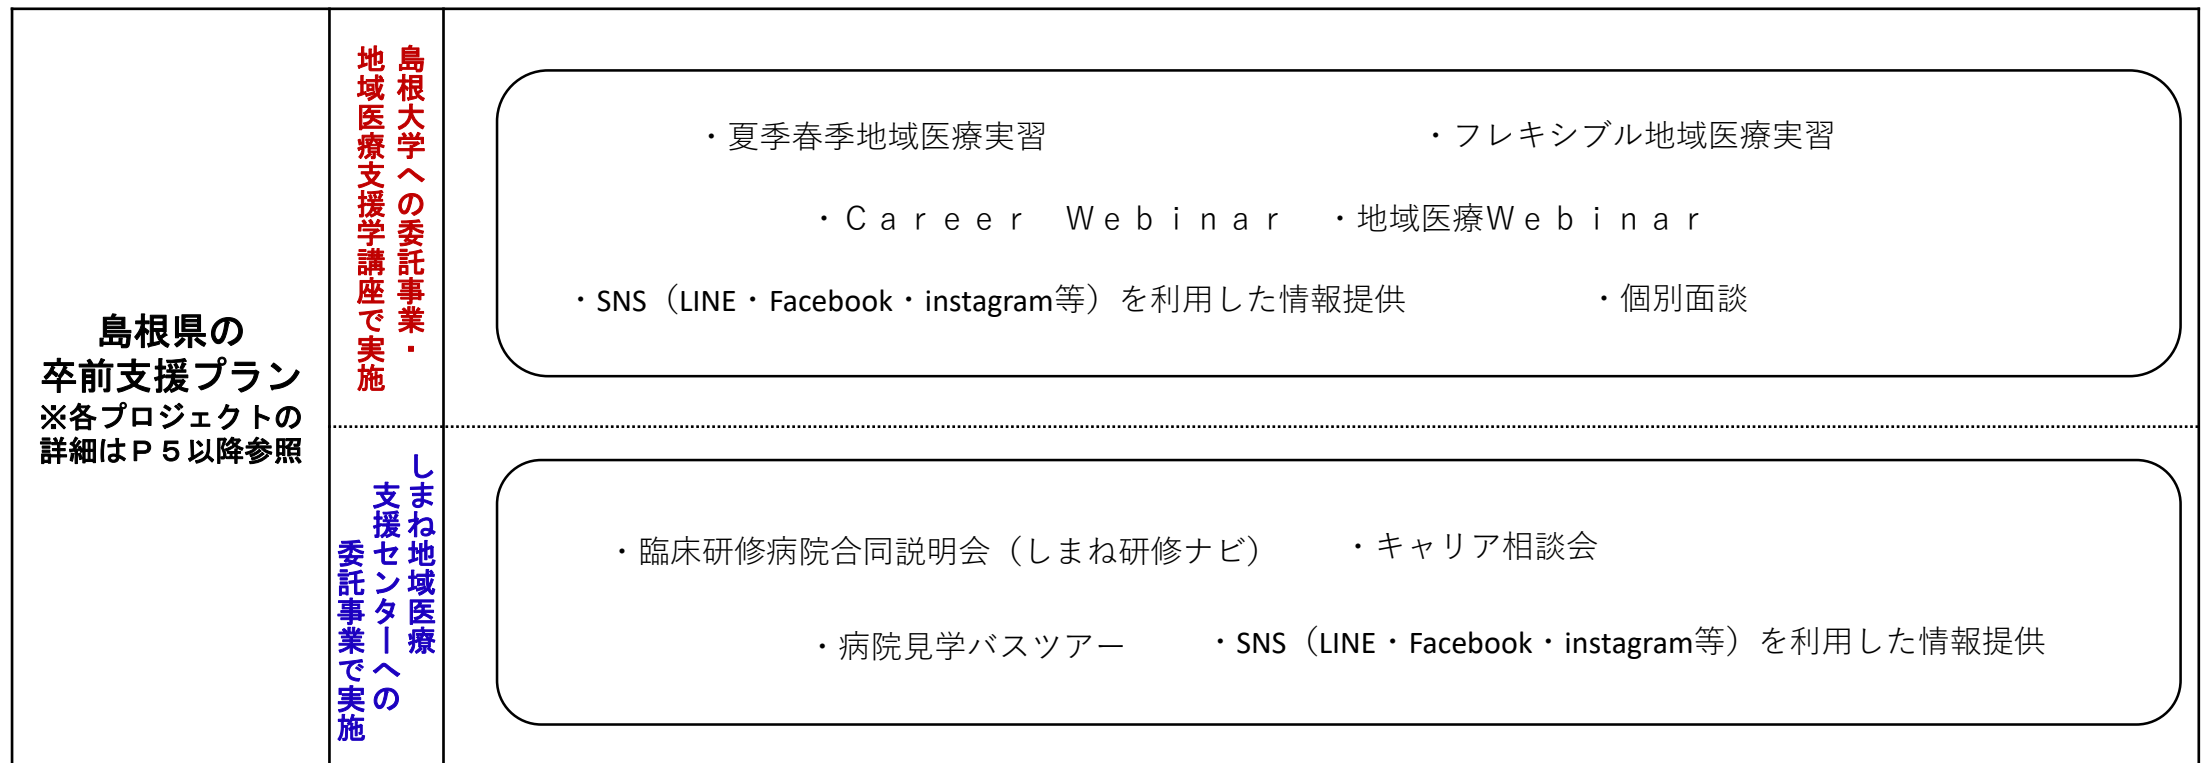 島根県の
卒前支援プラン
※各プロジェクトの
詳細はP5以降参照
島根大学への委託事業・
地域医療支援学講座で実施
・夏季春季地域医療実習
・フレキシブル地域医療実習
・Career Webinar
・地域医療Webinar
・SNS（LINE・Facebook・instagram等）を利用した情報提供
・個別面談
しまね地域医療
支援センターへの
委託事業で実施
・臨床研修病院合同説明会（しまね研修ナビ）
・キャリア相談会
・病院見学バスツアー
・SNS（LINE・Facebook・instagram等）を利用した情報提供